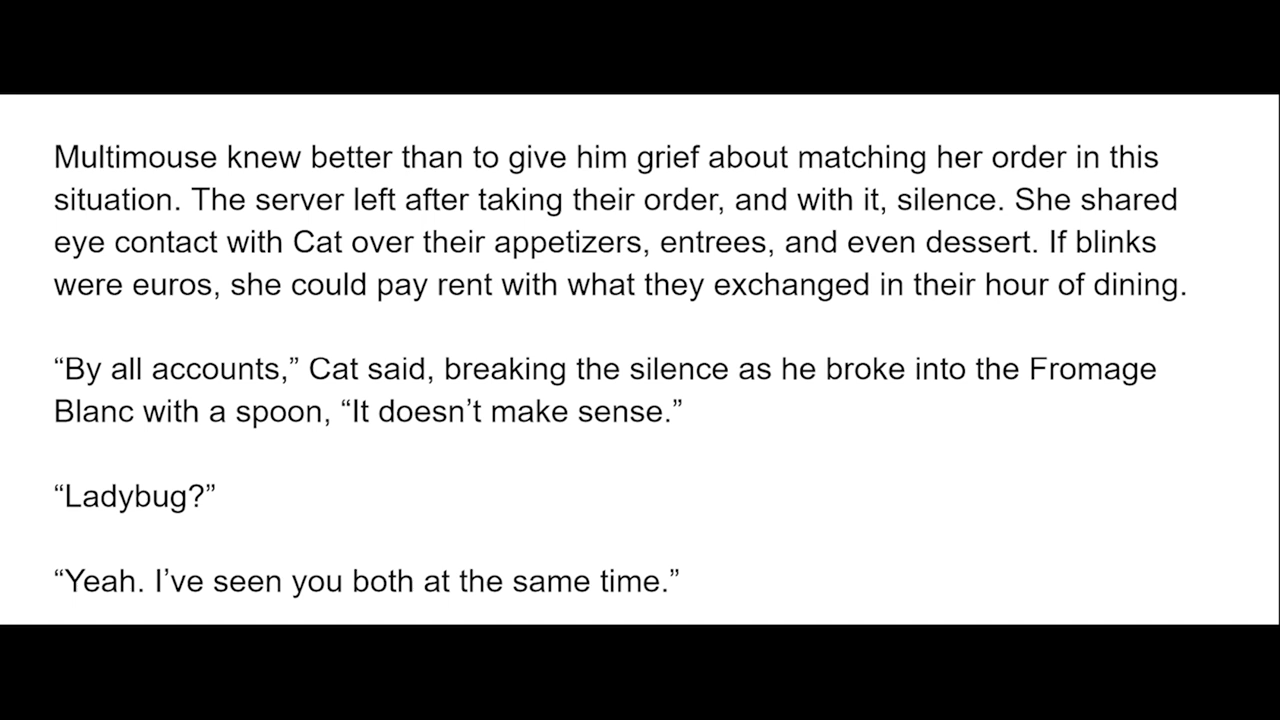 Multimouse knew better than to give him grief about matching her order in this
situation. The server left after taking their order, and with it, silence. She shared
eye contact with Cat over their appetizers, entrees, and even dessert. If blinks
were euros, she could pay rent with what they exchanged in their hour of dining.
“By all accounts,” Cat said, breaking the silence as he broke into the Fromage
Blanc with a spoon, “It doesn’t make sense.”
“Ladybug?”
“Yeah. I’ve seen you both at the same time.”